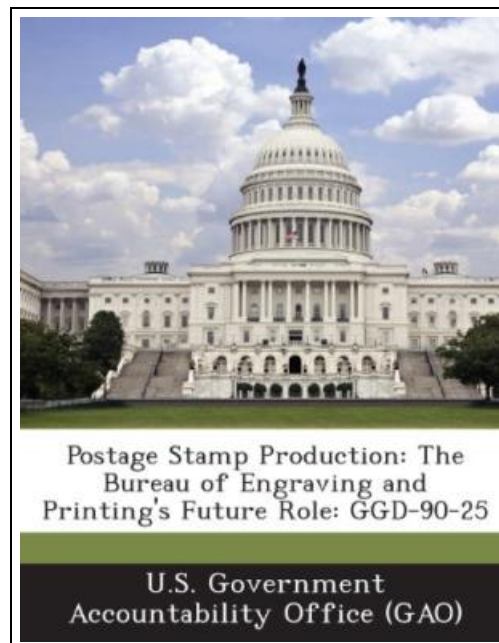 Postage Stamp Production: The
Bureau of Engraving and
Printing's Future Role: GGD-90-25
U.S. Government
Accountability Office (GAO)